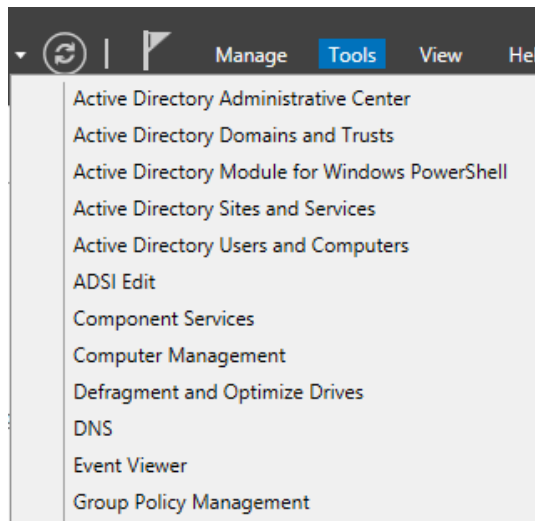 Manage Tools View Hel
Active Directory Administrative Center
Active Directory Domains and Trusts
Active Directory Module for Windows PowerShell
Active Directory Sites and Services
Active Directory Users and Computers
ADSI Edit
Component Services
Computer Management
Defragment and Optimize Drives
DNS
Event Viewer
Group Policy Management